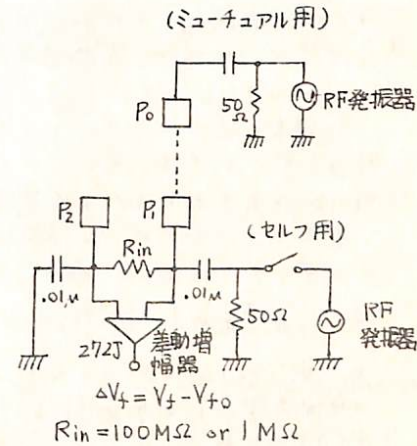 (ミューチュアル用)
P₀
50
Ω
RF発振器
P₂
P₁
(セルフ用)
Rin
.01μ
.01μ
50Ω
RF
発振器
272J
差動増
幅器
ΔVf = Vf - Vf₀
Rin = 100MΩ or 1MΩ